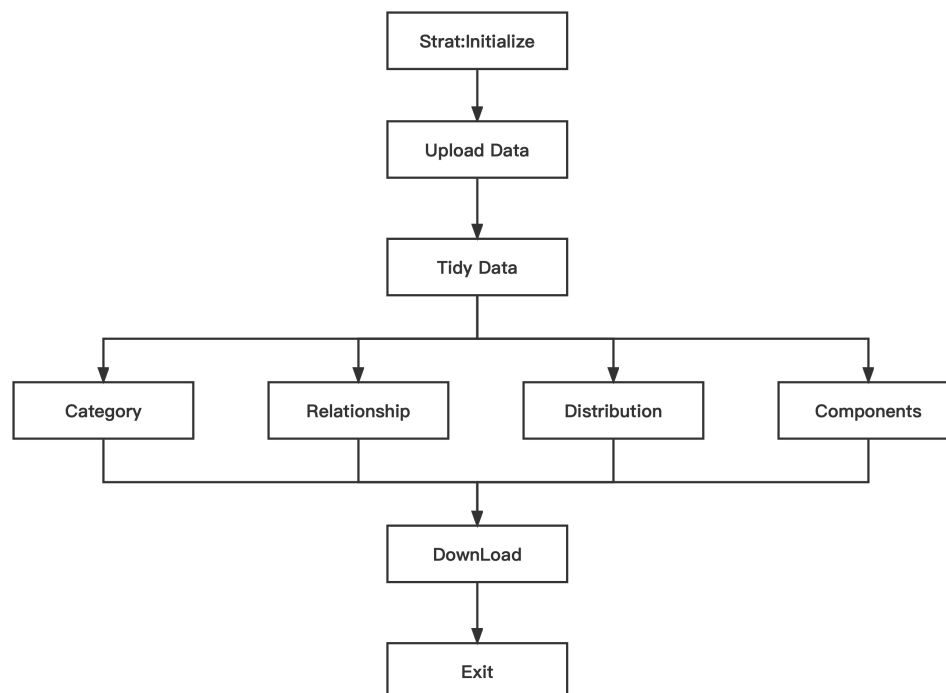 Strat:Initialize
Upload Data
Tidy Data
Category
Relationship
Distribution
Components
DownLoad
Exit